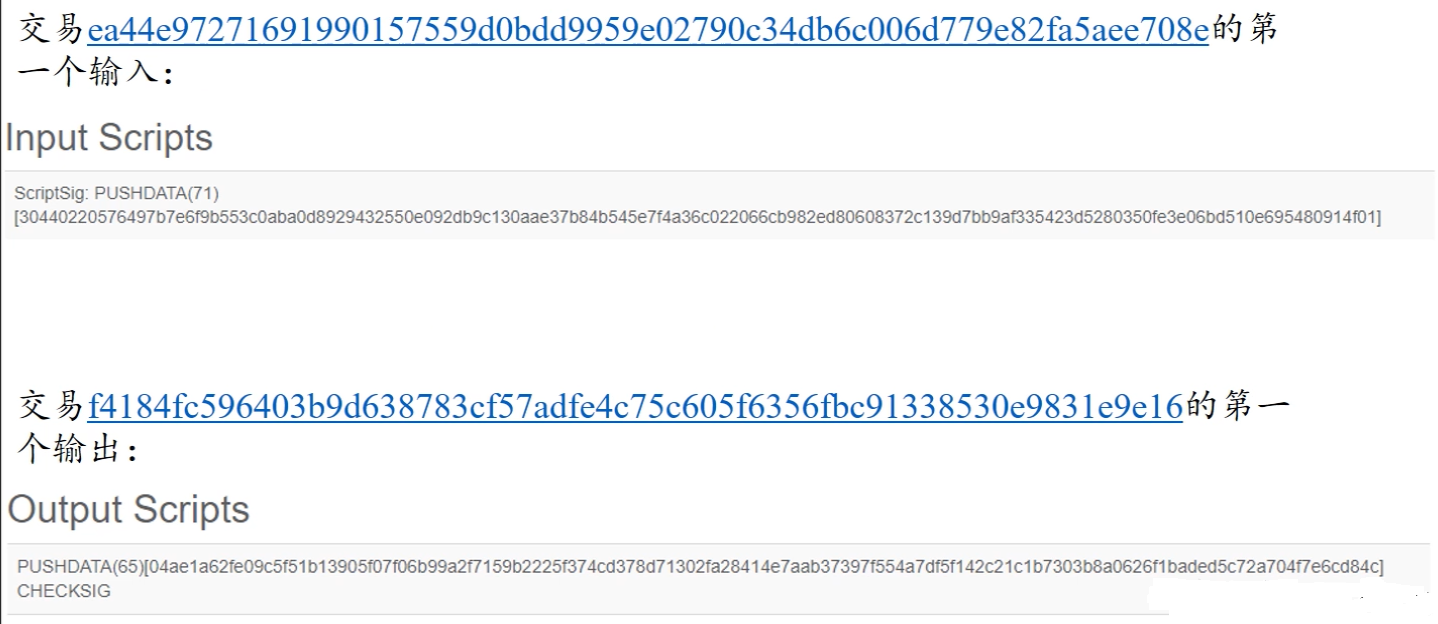 交易ea44e97271691990157559d0bdd9959e02790c34db6c006d779e82fa5aee708e的第
一个输入：
Input Scripts
ScriptSig: PUSHDATA(71)
[30440220576497b7e6f9b553c0aba0d8929432550e092db9c130aae37b84b545e7f4a36c022066cb982ed80608372c139d7bb9af335423d5280350fe3e06bd510e695480914f01]
交易f4184fc596403b9d638783cf57adfe4c75c605f6356fbc91338530e9831e9e16的第一
个输出：
Output Scripts
PUSHDATA(65)[04ae1a62fe09c5f51b13905f07f06b99a2f7159b2225f374cd378d71302fa28414e7aab37397f554a7df5f142c21c1b7303b8a0626f1baded5c72a704f7e6cd84c]
CHECKSIG